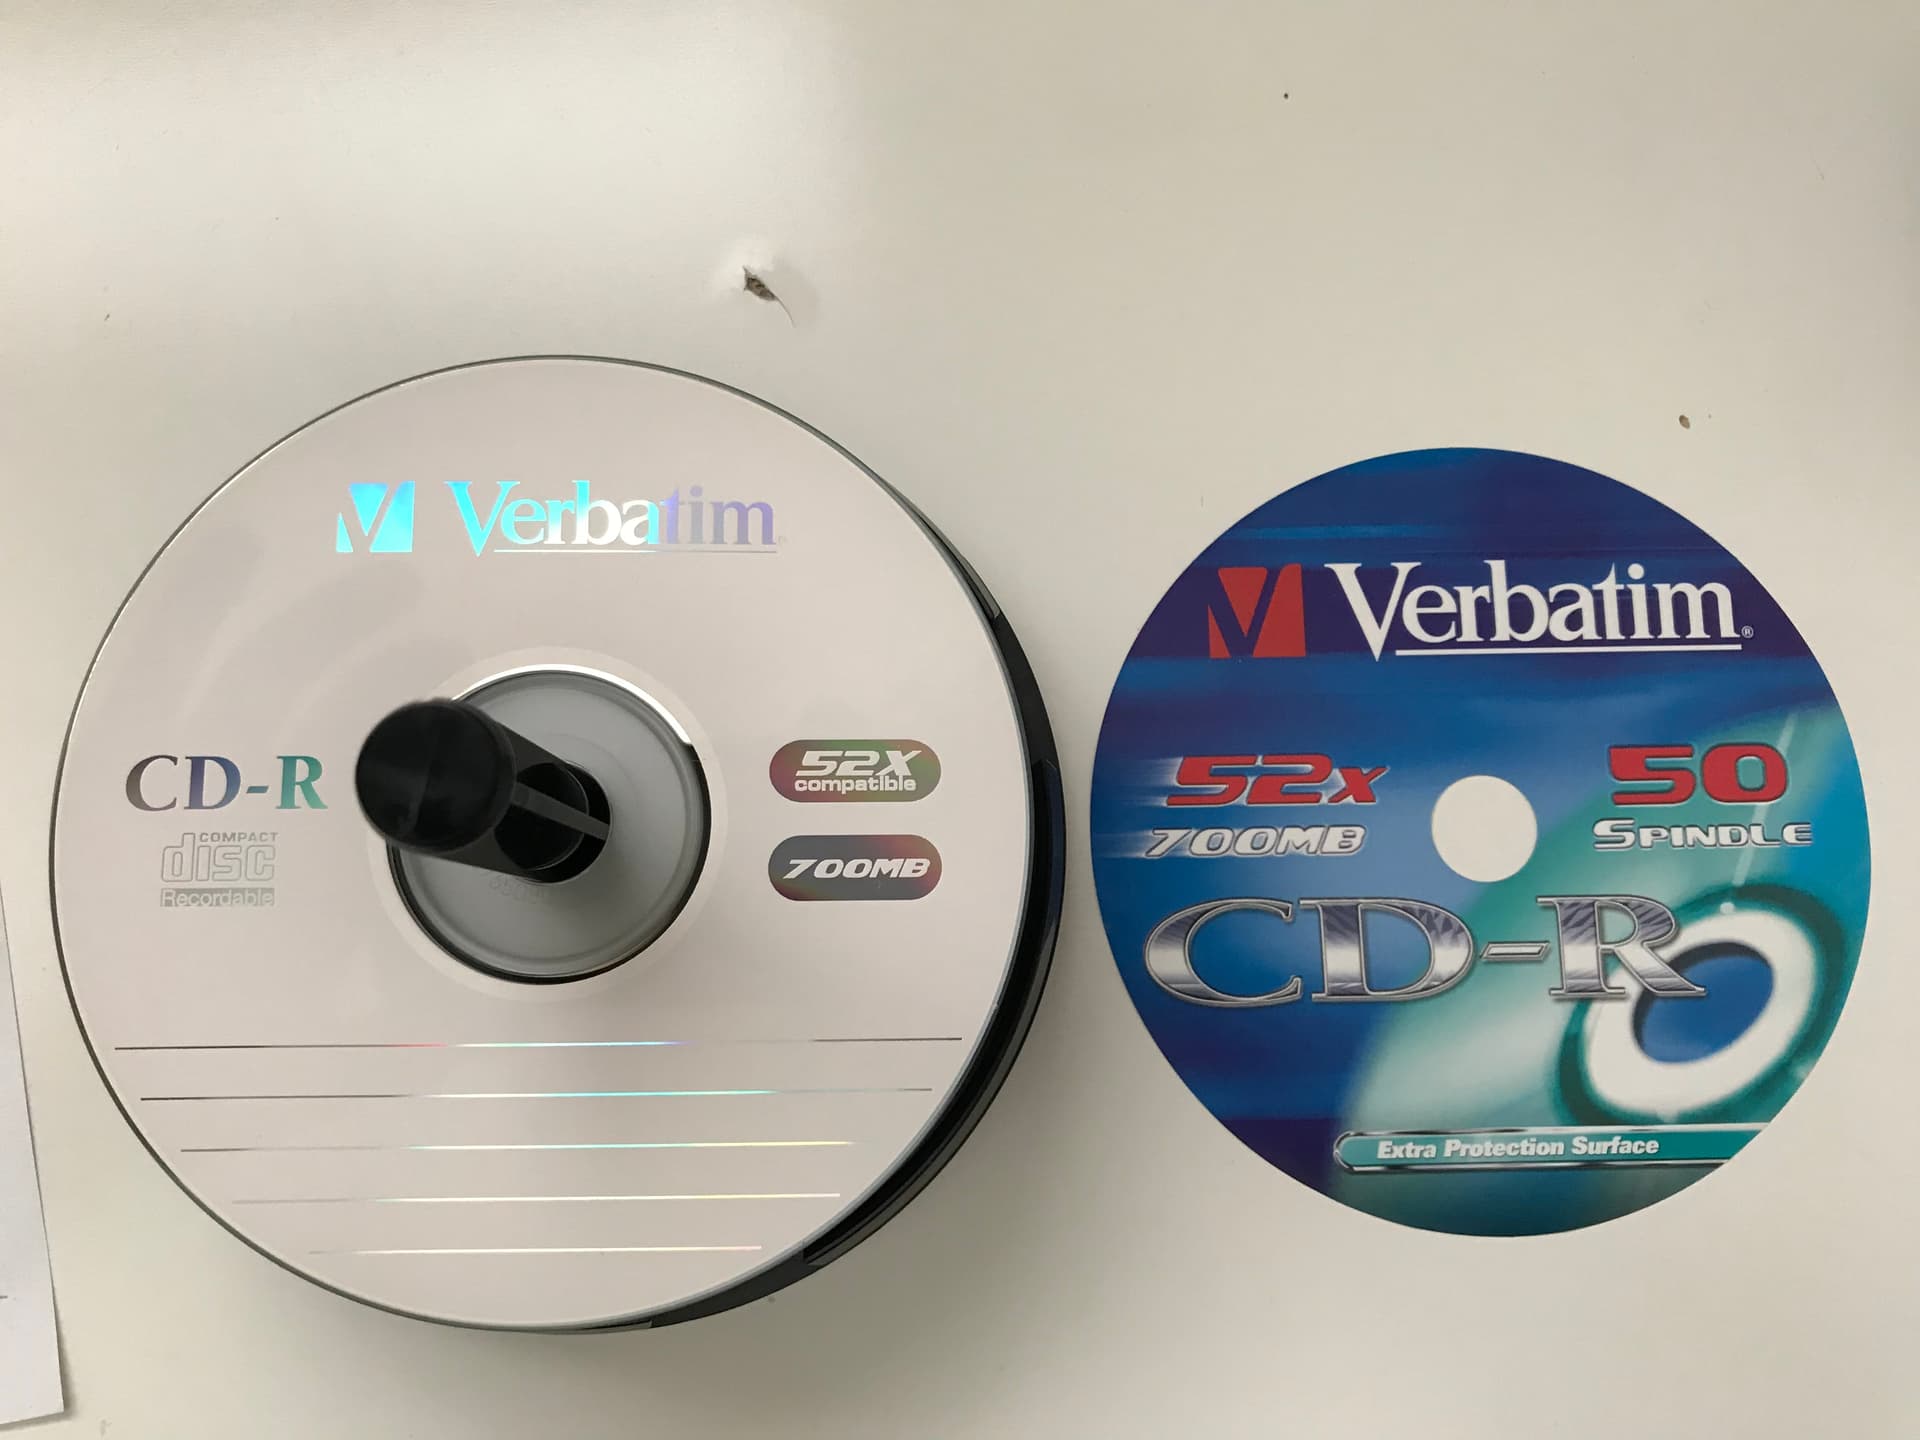 Verbatim
CD-R
COMPACT
disc
Recordable
52X
compatible
700MB
Verbatim®
52x
700MB
50
SPINDLE
CD-R
Extra Protection Surface